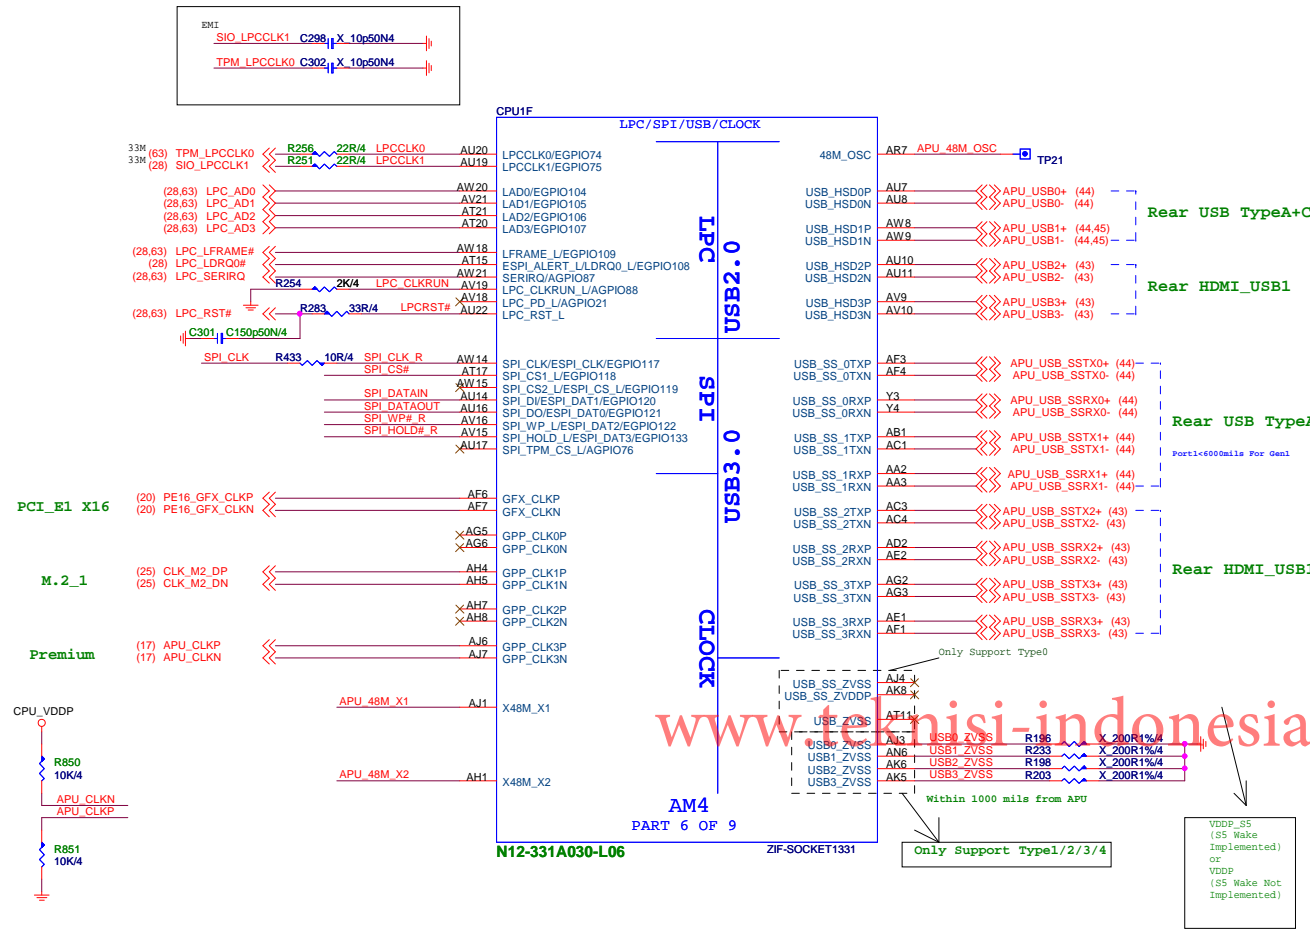 EMI
SIO_LPCCLK1 C298 X_10p50N4
TPM_LPCCLK0 C302 X_10p50N4
CPU1F
LPC/SPI/USB/CLOCK
33M (63) TPM_LPCCLK0 R256 22R/4 LPCCLK0 AU20 LPCCLK0/EGPIO74
33M (28) SIO_LPCCLK1 R251 22R/4 LPCCLK1 AU19 LPCCLK1/EGPIO75
(28,63) LPC_AD0 AW20 LAD0/EGPIO104
(28,63) LPC_AD1 AV21 LAD1/EGPIO105
(28,63) LPC_AD2 AT21 LAD2/EGPIO106
(28,63) LPC_AD3 AT20 LAD3/EGPIO107
(28,63) LPC_LFRAME# AW18 LFRAME_L/EGPIO109
(28) LPC_LDRQ0# AT15 ESPI_ALERT_L/LDRQ0_L/EGPIO108
(28,63) LPC_SERIRQ AW21 SERIRQ/AGPIO87
R254 2K/4 LPC_CLKRUN AV19 LPC_CLKRUN_L/AGPIO88
AV18 LPC_PD_L/AGPIO21
(28,63) LPC_RST# R283 33R/4 LPCRST# AU22 LPC_RST_L
C301 C150p50N/4
SPI_CLK R433 10R/4 SPI_CLK_R AW14 SPI_CLK/ESPI_CLK/EGPIO117
SPI_CS# AT17 SPI_CS1_L/EGPIO118
AW15 SPI_CS2_L/ESPI_CS_L/EGPIO119
SPI_DATAIN AU14 SPI_DI/ESPI_DAT1/EGPIO120
SPI_DATAOUT AU16 SPI_DO/ESPI_DAT0/EGPIO121
SPI_WP#_R AV16 SPI_WP_L/ESPI_DAT2/EGPIO122
SPI_HOLD#_R AV15 SPI_HOLD_L/ESPI_DAT3/EGPIO133
AU17 SPI_TPM_CS_L/AGPIO76
PCI_E1 X16
(20) PE16_GFX_CLKP AF6 GFX_CLKP
(20) PE16_GFX_CLKN AF7 GFX_CLKN
AG5 GPP_CLK0P
AG6 GPP_CLK0N
M.2_1
(25) CLK_M2_DP AH4 GPP_CLK1P
(25) CLK_M2_DN AH5 GPP_CLK1N
AH7 GPP_CLK2P
AH8 GPP_CLK2N
Premium
(17) APU_CLKP AJ6 GPP_CLK3P
(17) APU_CLKN AJ7 GPP_CLK3N
APU_48M_X1 AJ1 X48M_X1
APU_48M_X2 AH1 X48M_X2
CPU_VDDP
R850
10K/4
APU_CLKN
APU_CLKP
R851
10K/4
LPC
USB2.0
SPI
USB3.0
CLOCK
48M_OSC AR7 APU_48M_OSC TP21
USB_HSD0P AU7 APU_USB0+ (44)
USB_HSD0N AU8 APU_USB0- (44)
Rear USB TypeA+C
USB_HSD1P AW8 APU_USB1+ (44,45)
USB_HSD1N AW9 APU_USB1- (44,45)
USB_HSD2P AU10 APU_USB2+ (43)
USB_HSD2N AU11 APU_USB2- (43)
Rear HDMI_USB1
USB_HSD3P AV9 APU_USB3+ (43)
USB_HSD3N AV10 APU_USB3- (43)
USB_SS_0TXP AF3 APU_USB_SSTX0+ (44)
USB_SS_0TXN AF4 APU_USB_SSTX0- (44)
USB_SS_0RXP Y3 APU_USB_SSRX0+ (44)
USB_SS_0RXN Y4 APU_USB_SSRX0- (44)
Rear USB TypeA
USB_SS_1TXP AB1 APU_USB_SSTX1+ (44)
USB_SS_1TXN AC1 APU_USB_SSTX1- (44)
Port1<6000mils For Gen1
USB_SS_1RXP AA2 APU_USB_SSRX1+ (44)
USB_SS_1RXN AA3 APU_USB_SSRX1- (44)
USB_SS_2TXP AC3 APU_USB_SSTX2+ (43)
USB_SS_2TXN AC4 APU_USB_SSTX2- (43)
USB_SS_2RXP AD2 APU_USB_SSRX2+ (43)
USB_SS_2RXN AE2 APU_USB_SSRX2- (43)
Rear HDMI_USB1
USB_SS_3TXP AG2 APU_USB_SSTX3+ (43)
USB_SS_3TXN AG3 APU_USB_SSTX3- (43)
USB_SS_3RXP AE1 APU_USB_SSRX3+ (43)
USB_SS_3RXN AF1 APU_USB_SSRX3- (43)
Only Support Type0
USB_SS_ZVSS AJ4
USB_SS_ZVDDP AK8
USB_ZVSS AT11
www.teknisi-indonesia
USB0_ZVSS AJ3 USB0_ZVSS R196 X_200R1%/4
USB1_ZVSS AN6 USB1_ZVSS R233 X_200R1%/4
USB2_ZVSS AK6 USB2_ZVSS R198 X_200R1%/4
USB3_ZVSS AK5 USB3_ZVSS R203 X_200R1%/4
Within 1000 mils from APU
AM4
PART 6 OF 9
N12-331A030-L06
ZIF-SOCKET1331
Only Support Type1/2/3/4
VDDP_S5
(S5 Wake
Implemented)
or
VDDP
(S5 Wake Not
Implemented)